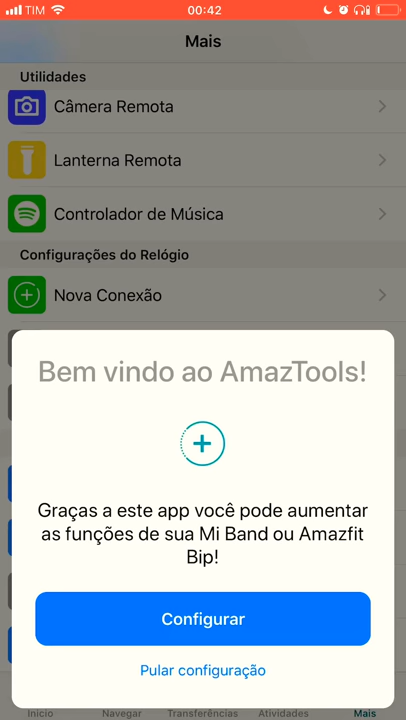 TIM
00:42
Mais
Utilidades
Câmera Remota
Lanterna Remota
Controlador de Música
Configurações do Relógio
Nova Conexão
Bem vindo ao AmazTools!
Graças a este app você pode aumentar
as funções de sua Mi Band ou Amazfit
Bip!
Configurar
Pular configuração
Início Navegar Transferências Atividades Mais